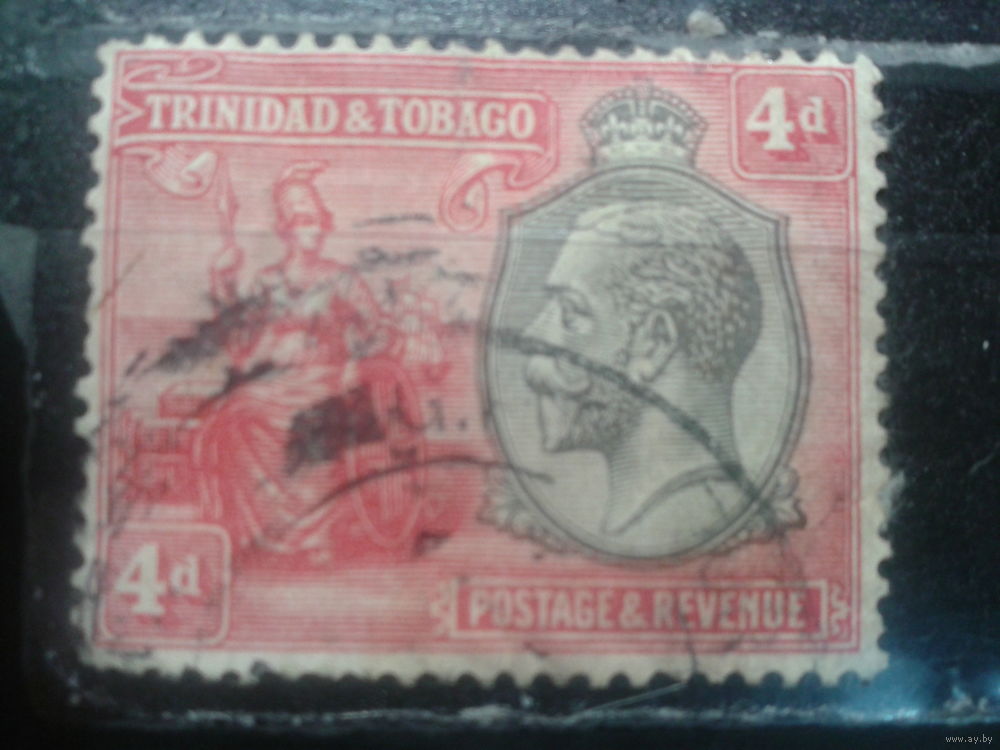 TRINIDAD & TOBAGO
4d
4d
POSTAGE & REVENUE
www.ay.by